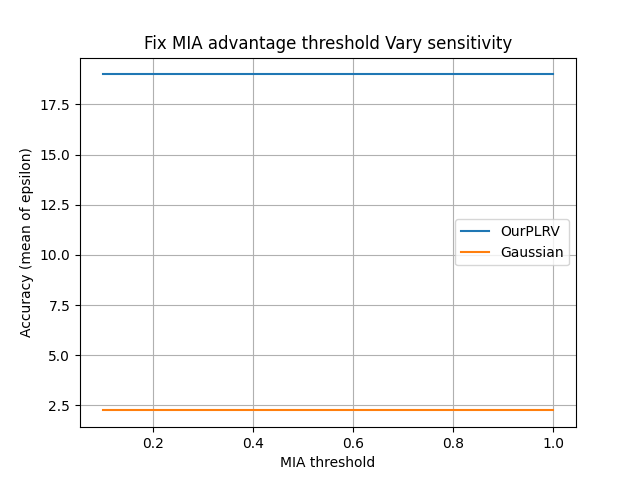 Fix MIA advantage threshold Vary sensitivity
Accuracy (mean of epsilon)
17.5
15.0
12.5
10.0
7.5
5.0
2.5
OurPLRV
Gaussian
0.2
0.4
0.6
0.8
1.0
MIA threshold